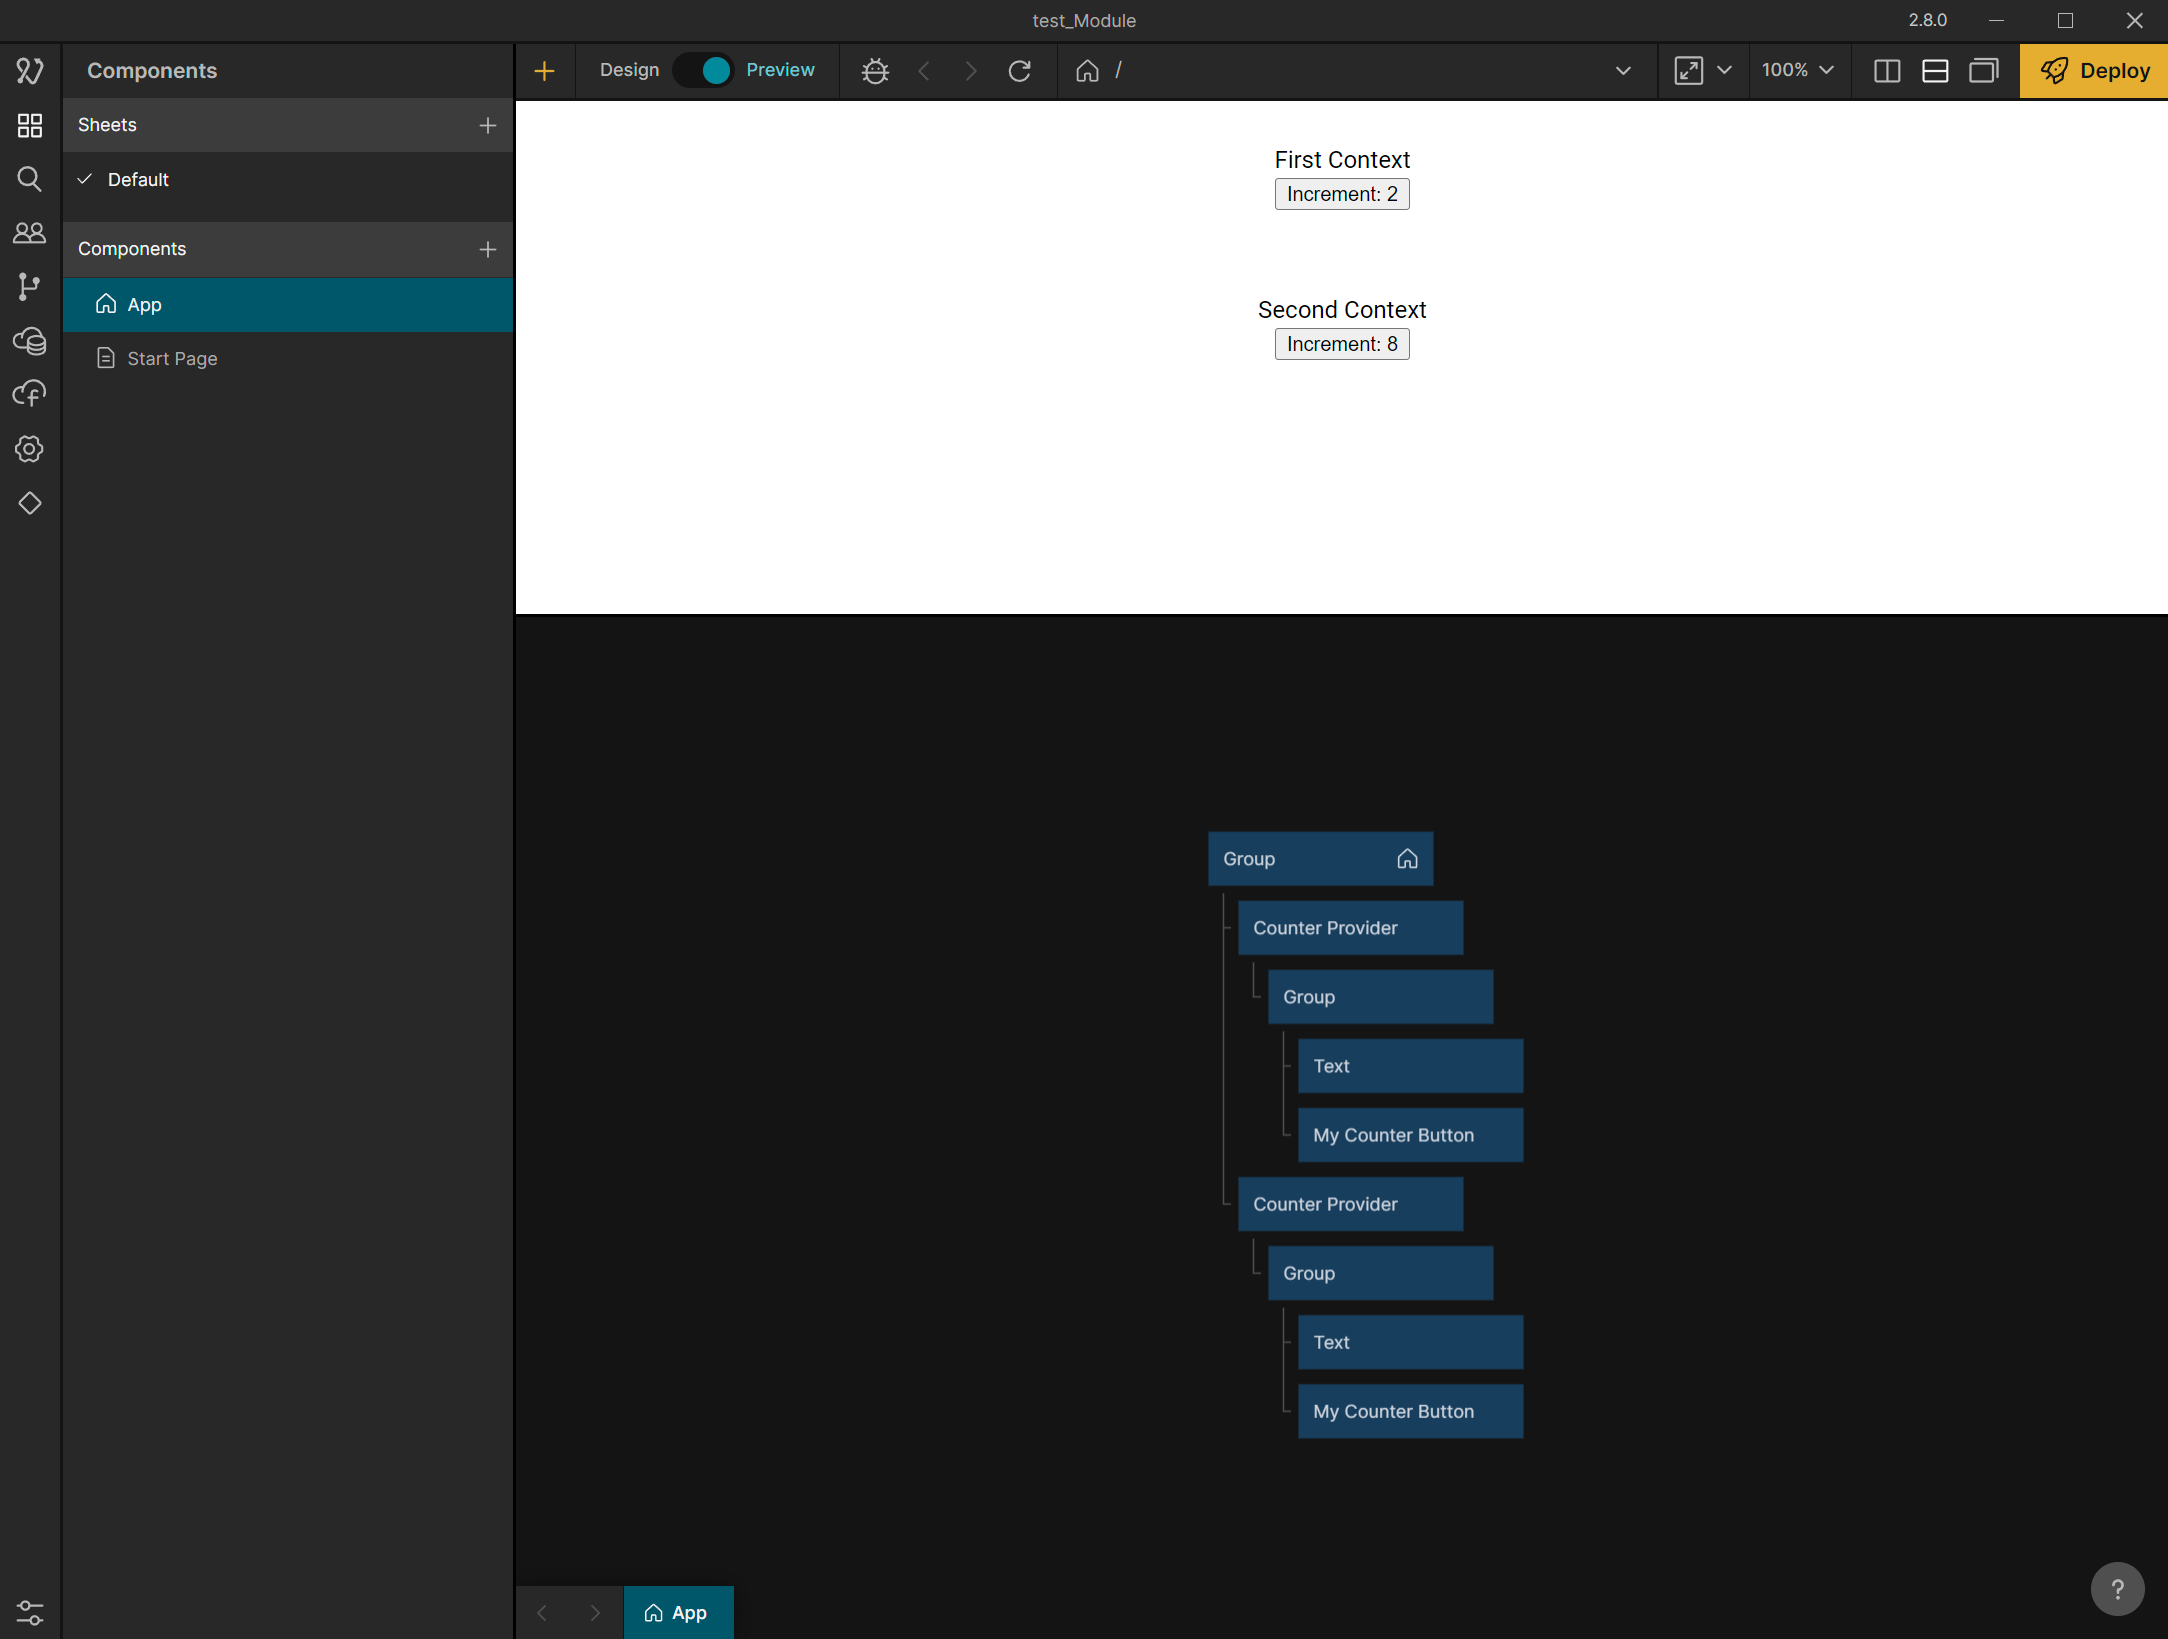 test_Module
2.8.0
Components
Design
Preview
/
100%
Deploy
Sheets
Default
Components
App
Start Page
First Context
Increment: 2
Second Context
Increment: 8
Group
Counter Provider
Group
Text
My Counter Button
Counter Provider
Group
Text
My Counter Button
App
?